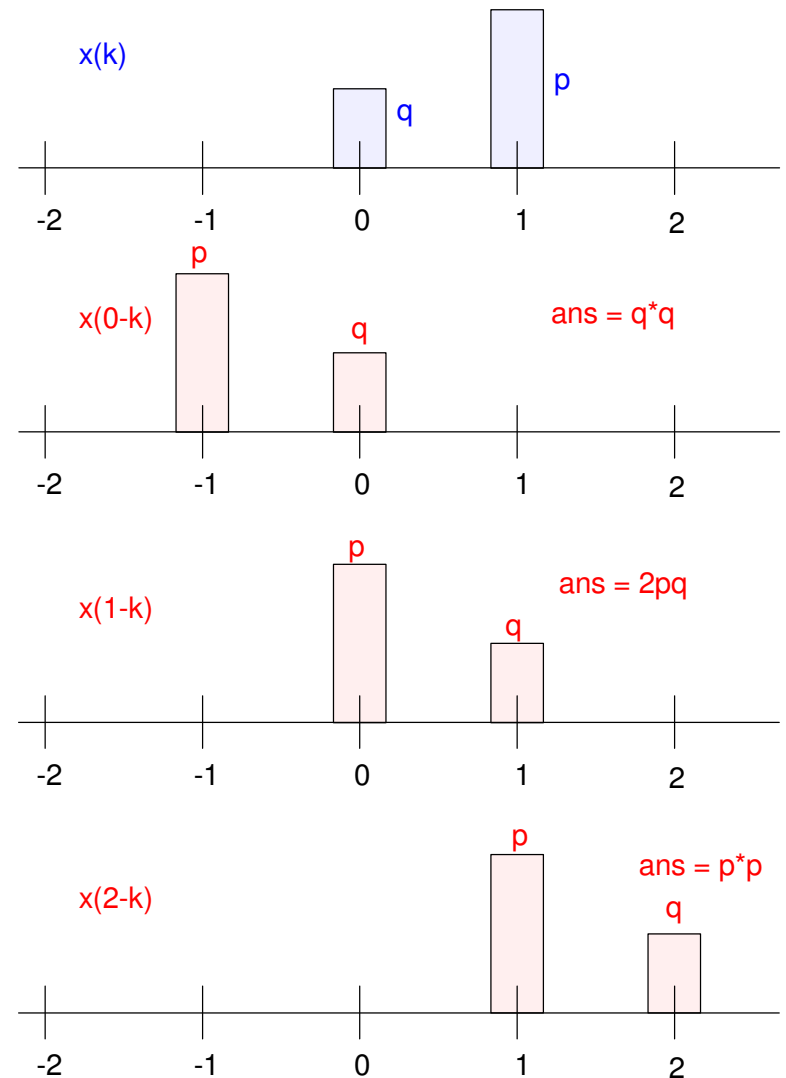 x(k)
q
p
-2 -1 0 1 2
p
x(0-k)
q
ans = q*q
-2 -1 0 1 2
p
x(1-k)
q
ans = 2pq
-2 -1 0 1 2
p
x(2-k)
ans = p*p
q
-2 -1 0 1 2